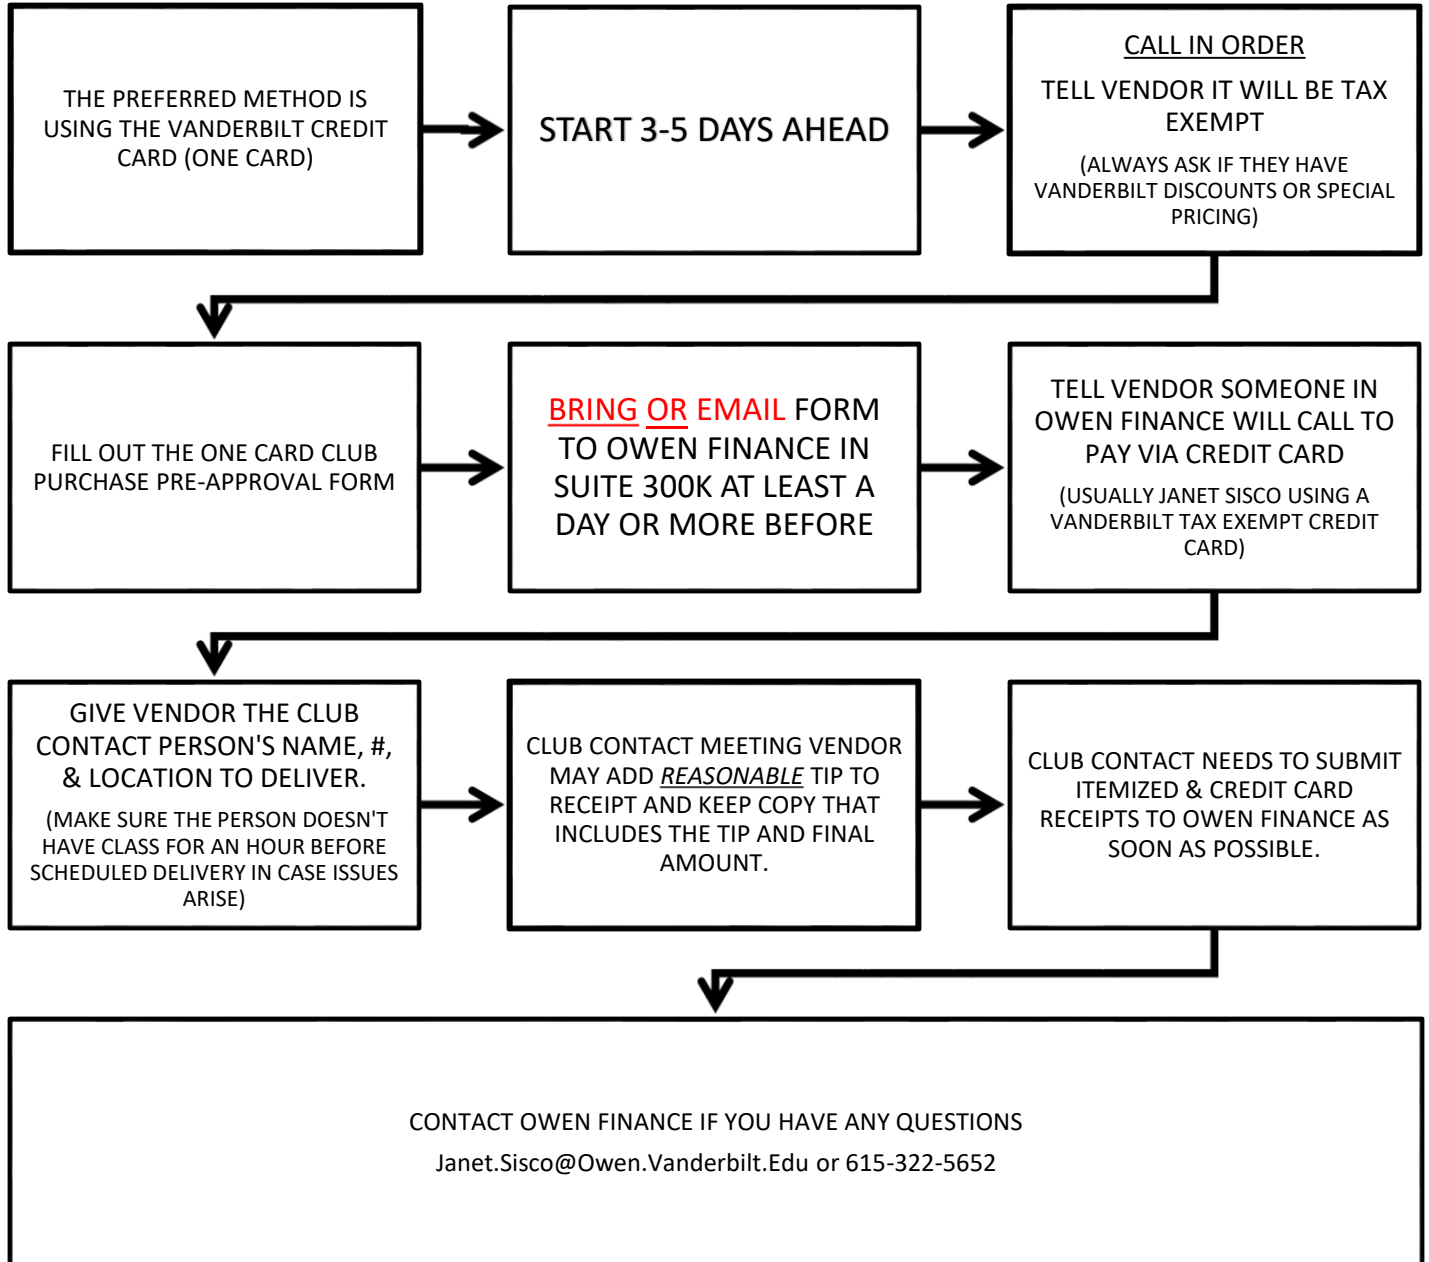 THE PREFERRED METHOD IS
USING THE VANDERBILT CREDIT
CARD (ONE CARD)
START 3-5 DAYS AHEAD
CALL IN ORDER
TELL VENDOR IT WILL BE TAX
EXEMPT
(ALWAYS ASK IF THEY HAVE
VANDERBILT DISCOUNTS OR SPECIAL
PRICING)
FILL OUT THE ONE CARD CLUB
PURCHASE PRE-APPROVAL FORM
BRING OR EMAIL FORM
TO OWEN FINANCE IN
SUITE 300K AT LEAST A
DAY OR MORE BEFORE
TELL VENDOR SOMEONE IN
OWEN FINANCE WILL CALL TO
PAY VIA CREDIT CARD
(USUALLY JANET SISCO USING A
VANDERBILT TAX EXEMPT CREDIT
CARD)
GIVE VENDOR THE CLUB
CONTACT PERSON'S NAME, #,
& LOCATION TO DELIVER.
(MAKE SURE THE PERSON DOESN'T
HAVE CLASS FOR AN HOUR BEFORE
SCHEDULED DELIVERY IN CASE ISSUES
ARISE)
CLUB CONTACT MEETING VENDOR
MAY ADD REASONABLE TIP TO
RECEIPT AND KEEP COPY THAT
INCLUDES THE TIP AND FINAL
AMOUNT.
CLUB CONTACT NEEDS TO SUBMIT
ITEMIZED & CREDIT CARD
RECEIPTS TO OWEN FINANCE AS
SOON AS POSSIBLE.
CONTACT OWEN FINANCE IF YOU HAVE ANY QUESTIONS
Janet.Sisco@Owen.Vanderbilt.Edu or 615-322-5652